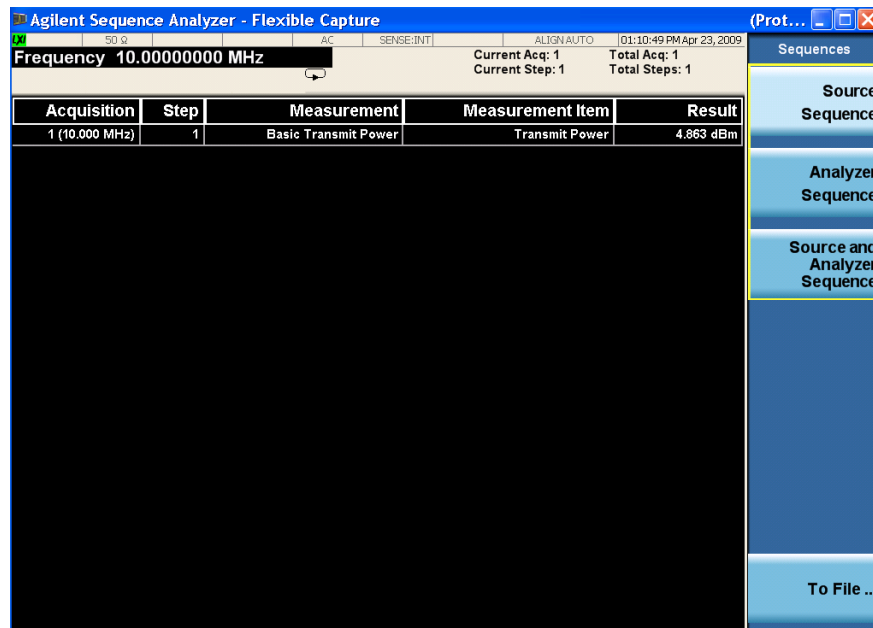 Agilent Sequence Analyzer - Flexible Capture (Prot...
LXI 50 Ω AC SENSE:INT ALIGN AUTO 01:10:49 PM Apr 23, 2009
Frequency 10.00000000 MHz
Current Acq: 1 Total Acq: 1
Current Step: 1 Total Steps: 1
Acquisition Step Measurement Measurement Item Result
1 (10.000 MHz) 1 Basic Transmit Power Transmit Power 4.863 dBm
Sequences
Source
Sequence
Analyzer
Sequence
Source and
Analyzer
Sequence
To File ..